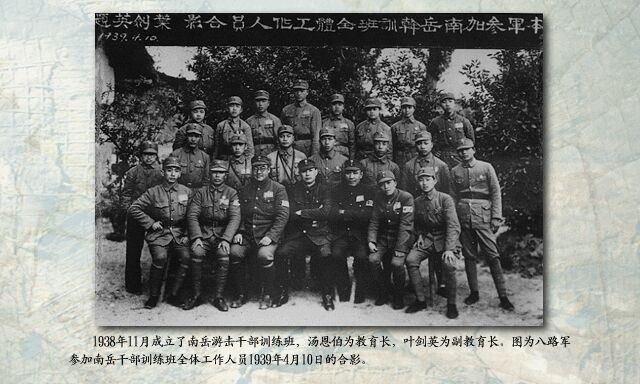 本軍參加南岳幹訓班全體工作人員合影 葉劍英題
1939.4.10.
1938年11月成立了南岳游击干部训练班，汤恩伯为教育长，叶剑英为副教育长。图为八路军
参加南岳干部训练班全体工作人员1939年4月10日的合影。